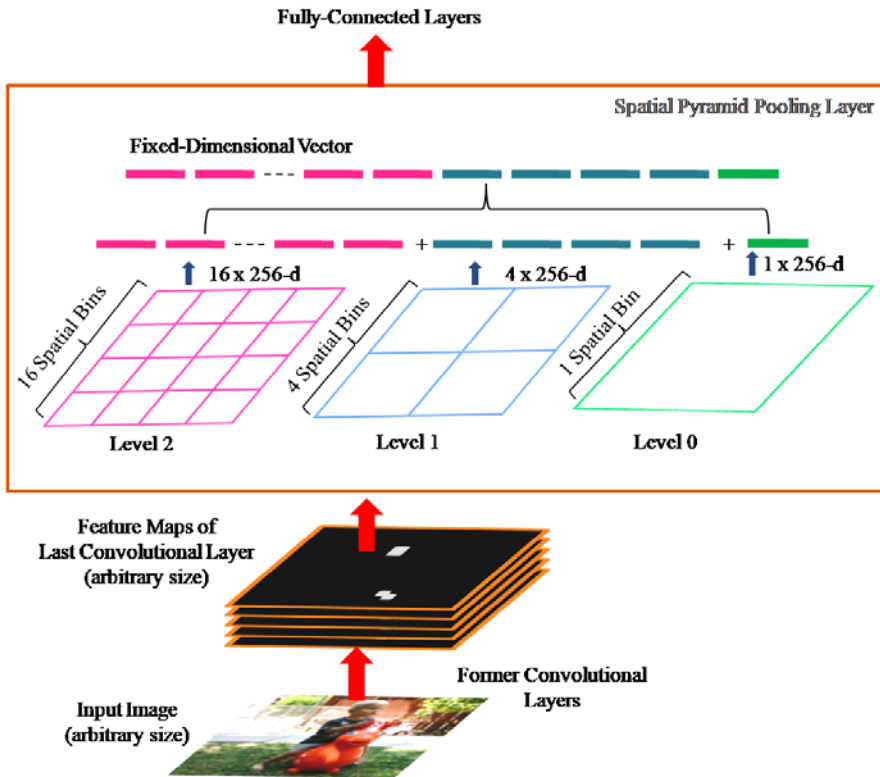 Fully-Connected Layers
Spatial Pyramid Pooling Layer
Fixed-Dimensional Vector
+
+
16 x 256-d
4 x 256-d
1 x 256-d
16 Spatial Bins
4 Spatial Bins
1 Spatial Bin
Level 2
Level 1
Level 0
Feature Maps of
Last Convolutional Layer
(arbitrary size)
Former Convolutional
Layers
Input Image
(arbitrary size)